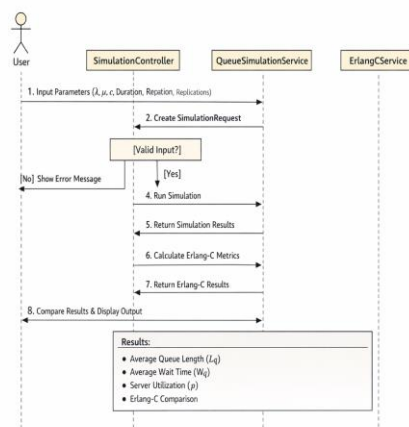 User
SimulationController
QueueSimulationService
ErlangCService
1. Input Parameters (λ, μ, c, Duration, Repation, Replications)
2. Create SimulationRequest
[Valid Input?]
[No] Show Error Message
[Yes]
4. Run Simulation
5. Return Simulation Results
6. Calculate Erlang-C Metrics
7. Return Erlang-C Results
8. Compare Results & Display Output
Results:
• Average Queue Length (Lq)
• Average Wait Time (Wq)
• Server Utilization (ρ)
• Erlang-C Comparison